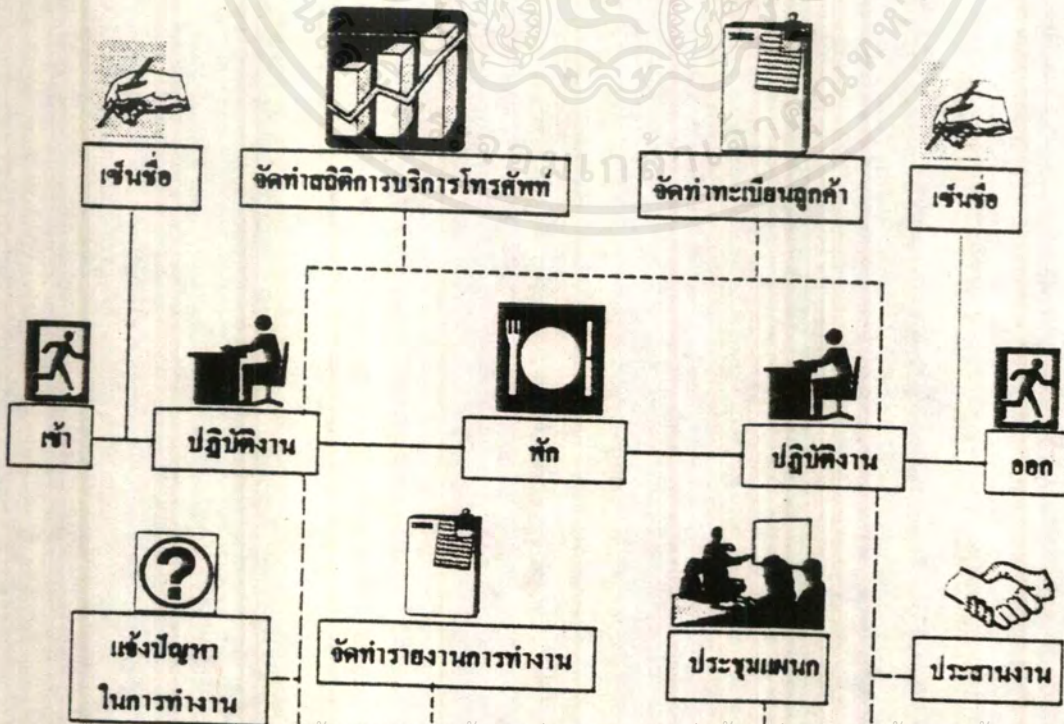 เซ็นชื่อ
จัดทำสถิติการบริการโทรศัพท์
จัดทำทะเบียนลูกค้า
เซ็นชื่อ
เข้า
ปฏิบัติงาน
พัก
ปฏิบัติงาน
ออก
แจ้งปัญหา
ในการทำงาน
จัดทำรายงานการทำงาน
ประชุมแผนก
ประสานงาน